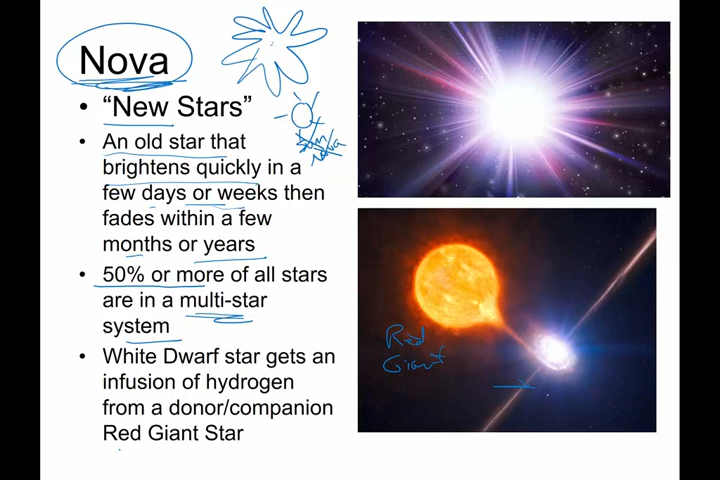 Nova
• “New Stars”
• An old star that
brightens quickly in a
few days or weeks then
fades within a few
months or years
• 50% or more of all stars
are in a multi-star
system
• White Dwarf star gets an
infusion of hydrogen
from a donor/companion
Red Giant Star
Nova
Red
Giant